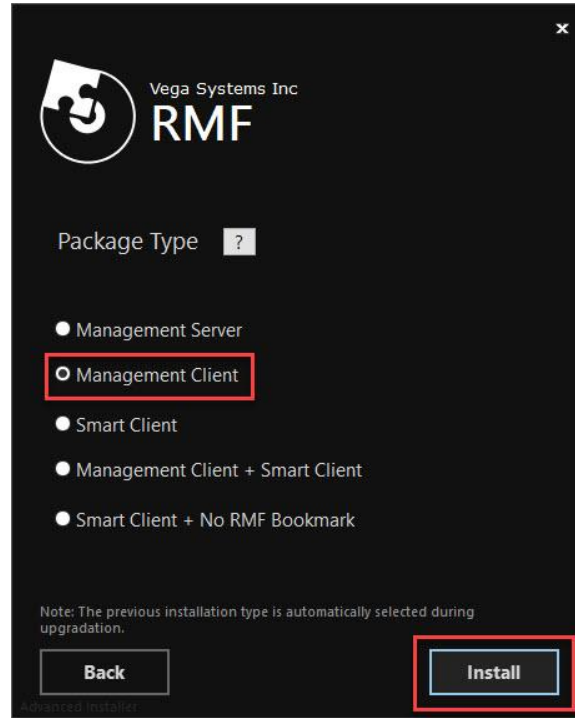 x
Vega Systems Inc
RMF
Package Type ?
Management Server
Management Client
Smart Client
Management Client + Smart Client
Smart Client + No RMF Bookmark
Note: The previous installation type is automatically selected during
upgradation.
Back
Install
Advanced Installer